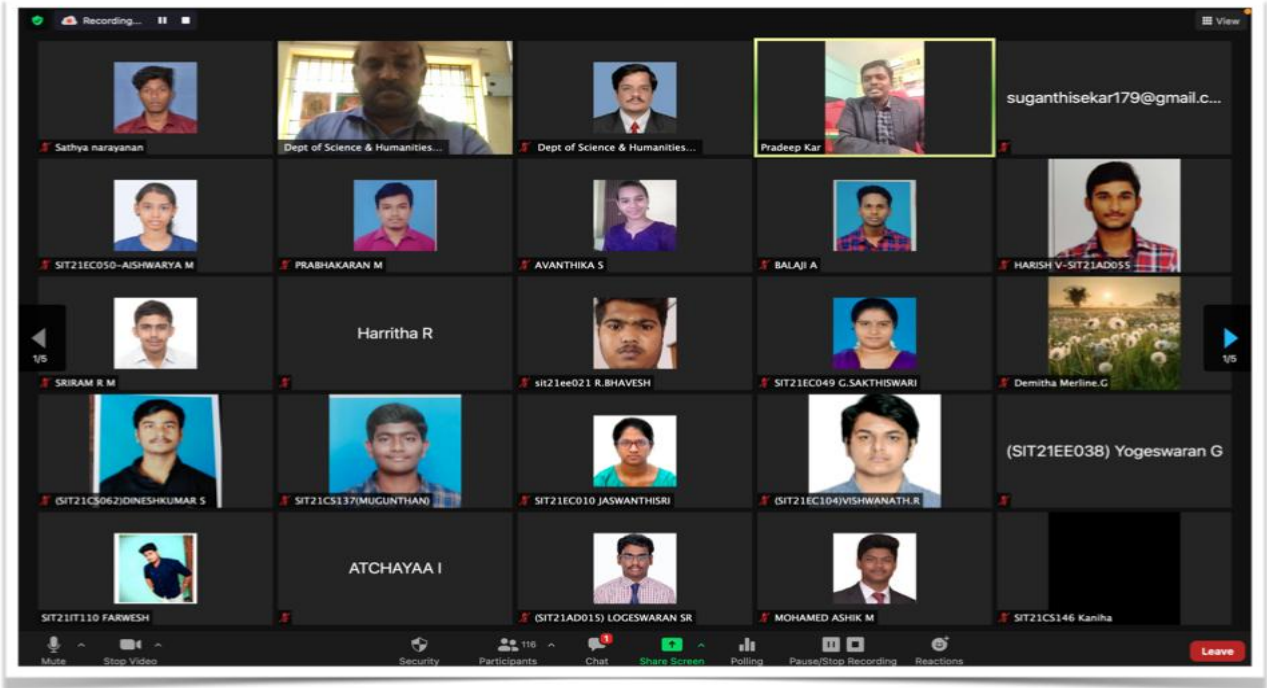 Recording...
View
Sathya narayanan
Dept of Science & Humanities...
Dept of Science & Humanities...
Pradeep Kar
suganthisekar179@gmail.c...
SIT21EC050-AISHWARYA M
PRABHAKARAN M
AVANTHIKA S
BALAJI A
HARISH V-SIT21AD055
1/5
SRIRAM R M
Harritha R
sit21ee021 R.BHAVESH
SIT21EC049 G.SAKTHISWARI
Demitha Merline.G
1/5
(SIT21CS062)DINESHKUMAR S
SIT21CS137(MUGUNTHAN)
SIT21EC010 JASWANTHISRI
(SIT21EC104)VISHWANATH.R
(SIT21EE038) Yogeswaran G
SIT21IT110 FARWESH
ATCHAYAA I
(SIT21AD015) LOGESWARAN SR
MOHAMED ASHIK M
SIT21CS146 Kaniha
Mute
Stop Video
Security
116
Participants
1
Chat
Share Screen
Polling
Pause/Stop Recording
Reactions
Leave